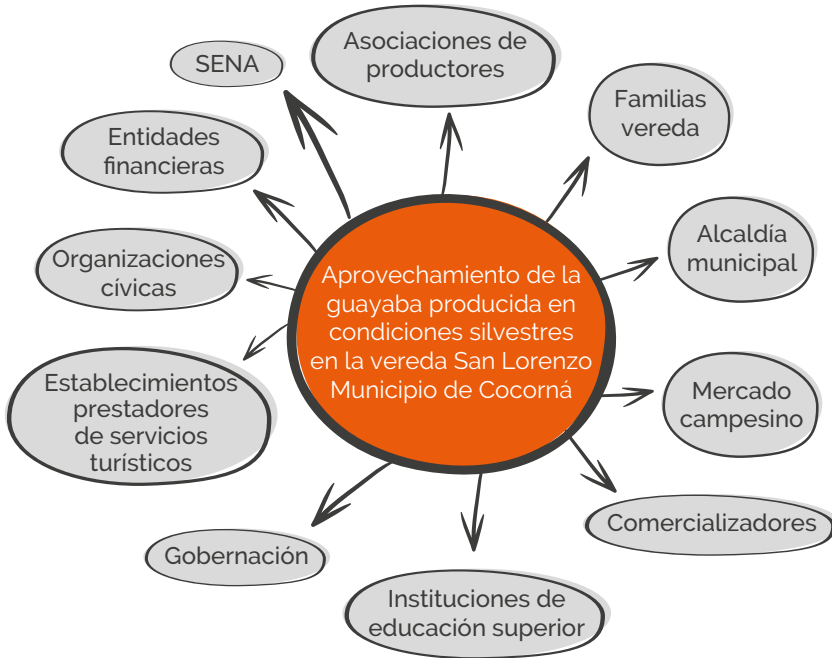 SENA
Asociaciones de
productores
Familias
vereda
Entidades
financieras
Alcaldía
municipal
Organizaciones
cívicas
Aprovechamiento de la
guayaba producida en
condiciones silvestres
en la vereda San Lorenzo
Municipio de Cocorná
Establecimientos
prestadores
de servicios
turísticos
Mercado
campesino
Comercializadores
Gobernación
Instituciones de
educación superior